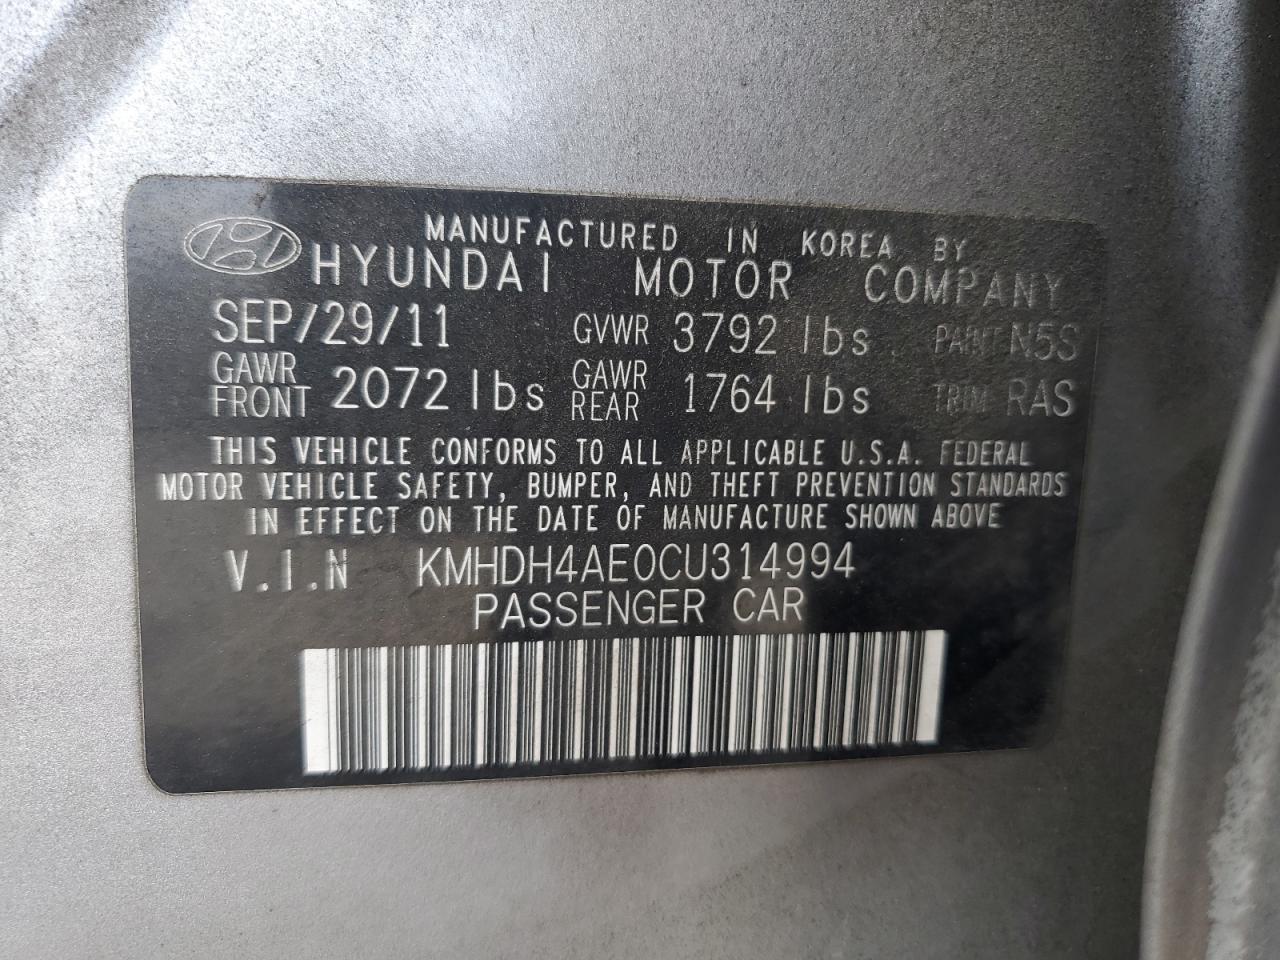 MANUFACTURED IN KOREA BY
HYUNDAI MOTOR COMPANY
SEP/29/11 GVWR 3792 lbs PAINT N5S
GAWR FRONT 2072 lbs GAWR REAR 1764 lbs TRIM RAS
THIS VEHICLE CONFORMS TO ALL APPLICABLE U.S.A. FEDERAL
MOTOR VEHICLE SAFETY, BUMPER, AND THEFT PREVENTION STANDARDS
IN EFFECT ON THE DATE OF MANUFACTURE SHOWN ABOVE
V.I.N KMHDH4AE0CU314994
PASSENGER CAR